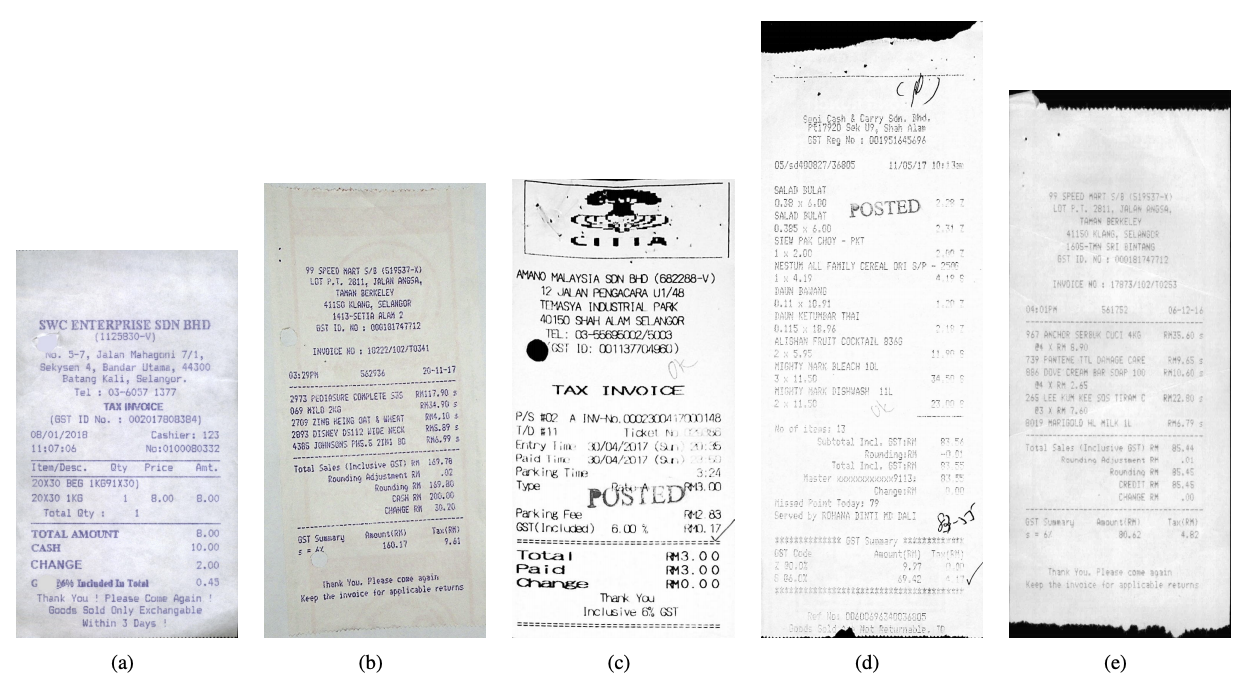 SWC ENTERPRISE SDN BHD
(1125830-V)
No. 5-7, Jalan Mahagoni 7/1,
Sekysen 4, Bandar Utama, 44300
Batang Kali, Selangor.
Tel : 03-6057 1377
TAX INVOICE
(GST ID No. : 002017808384)
08/01/2018 Cashier: 123
11:07:06 No:0100080332
Item/Desc. Qty Price Amt.
20X30 BEG 1KG91X30)
20X30 1KG 1 8.00 8.00
Total Qty : 1
TOTAL AMOUNT 8.00
CASH 10.00
CHANGE 2.00
G 6% Included In Total 0.45
Thank You ! Please Come Again !
Goods Sold Only Exchangable
Within 3 Days !
(a)
99 SPEED MART S/B (519537-X)
LOT P.T. 2811, JALAN ANGSA,
TAMAN BERKELEY
41150 KLANG, SELANGOR
1413-SETIA ALAM 2
GST ID. NO : 000181747712
INVOICE NO : 18222/102/T0341
03:29PM 562936 20-11-17
2973 PEDIASURE COMPLETE S3S RM117.90 s
069 MILO 2KG RM34.90 s
2709 ZING HEING OAT & WHEAT RM4.10 s
2893 DISNEY DS112 WIDE NECK RM5.89 s
4386 JOHNSONS PH5.5 2IN1 80 RM6.99 s
Total Sales (Inclusive GST) RM 169.78
Rounding Adjustment RM .02
Rounding RM 169.80
CASH RM 200.00
CHANGE RM 30.20
GST Summary Amount(RM) Tax(RM)
s = 6% 160.17 9.61
Thank You. Please come again
Keep the invoice for applicable returns
(b)
AMANO MALAYSIA SDN BHD (682288-V)
12 JALAN PENGACARA U1/48
TEMASYA INDUSTRIAL PARK
40150 SHAH ALAM SELANGOR
TEL: 03-55695002/5003
(GST ID: 001137704960)
OK
TAX INVOICE
P/S #02 A INV-No. 0002300417000148
T/D #11 Ticket No.
Entry Time 30/04/2017 (Sun)
Paid Time 30/04/2017 (Sun)
Parking Time 3:24
Type RM3.00
POSTED
Parking Fee RM2.83
GST(Included) 6.00 % RM0.17
Total RM3.00
Paid RM3.00
Change RM0.00
Thank You
Inclusive 6% GST
(c)
Segi Cash & Carry Sdn. Bhd.
PT17920 Sek U9, Shah Alam
GST Reg No : 001951645696
05/sd400827/36805 11/05/17 10:13am
SALAD BULAT
0.38 x 6.00 2.28 Z
POSTED
SALAD BULAT
0.385 x 6.00 2.31 Z
SIEW PAK CHOY - PKT
1 x 2.00 2.00 Z
NESTUM ALL FAMILY CEREAL ORI S/P - 250G
1 x 4.19 4.19 S
DAUN BAWANG
0.11 x 10.91 1.20 Z
DAUN KETUMBAR THAI
0.115 x 18.96 2.18 Z
ALISHAN FRUIT COCKTAIL 836G
2 x 5.95 11.90 S
MIGHTY MARK BLEACH 10L
3 x 11.50 34.50 S
MIGHTY MARK DISHWASH 11L
2 x 11.50 27.00 S
OK
No of items: 13
Subtotal Incl. GST:RM 83.56
Rounding:RM -0.01
Total Incl. GST:RM 83.55
Master xxxxxxxxxxxx9113: 83.55
Change:RM 0.00
Missed Point Today: 79
Served by ROHANA BINTI MD DALI
83-55
************ GST Summary ************
GST Code Amount(RM) Tax(RM)
Z @0.0% 9.97 0.00
S @6.0% 69.42 4.17
Ref No: DD600696340036805
Goods Sold Are Not Returnable. TQ
(d)
99 SPEED MART S/B (519537-X)
LOT P.T. 2811, JALAN ANGSA,
TAMAN BERKELEY
41150 KLANG, SELANGOR
1605-TMN SRI BINTANG
GST ID. NO : 000181747712
INVOICE NO : 17873/102/T0253
04:01PM 561752 06-12-16
962 ANCHOR SERBUK CUCI 4KG RM35.60 s
@4 X RM 8.90
739 PANTENE TTL DAMAGE CARE RM9.65 s
886 DOVE CREAM BAR SOAP 100 RM10.60 s
@4 X RM 2.65
265 LEE KUM KEE SOS TIRAM C RM22.80 s
@3 X RM 7.60
8019 MARIGOLD HL MILK 1L RM6.79 s
Total Sales (Inclusive GST) RM 85.44
Rounding Adjustment RM .01
Rounding RM 85.45
CREDIT RM 85.45
CHANGE RM .00
GST Summary Amount(RM) Tax(RM)
s = 6% 80.62 4.82
Thank You. Please come again
Keep the invoice for applicable returns
(e)